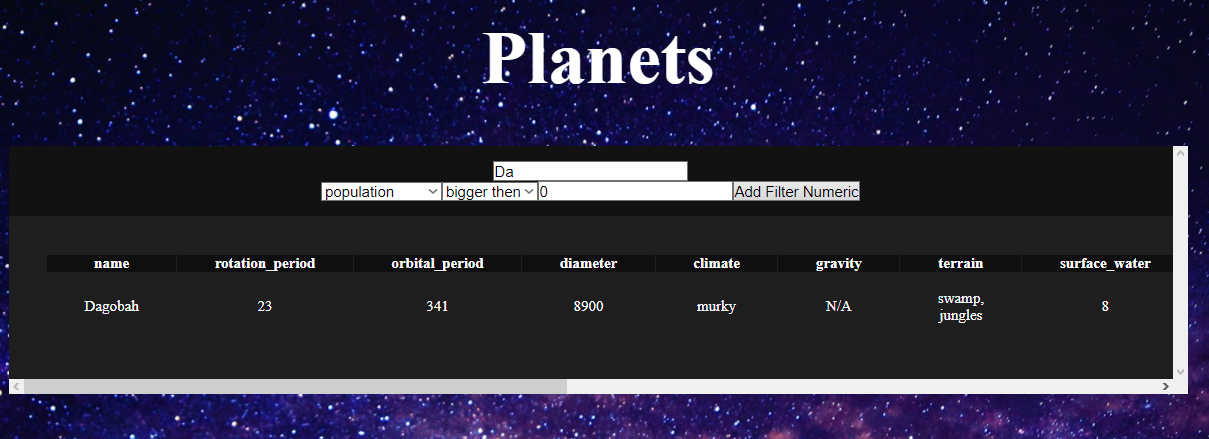 Planets
Da
population bigger then 0 Add Filter Numeric
name rotation_period orbital_period diameter climate gravity terrain surface_water
Dagobah 23 341 8900 murky N/A swamp, jungles 8